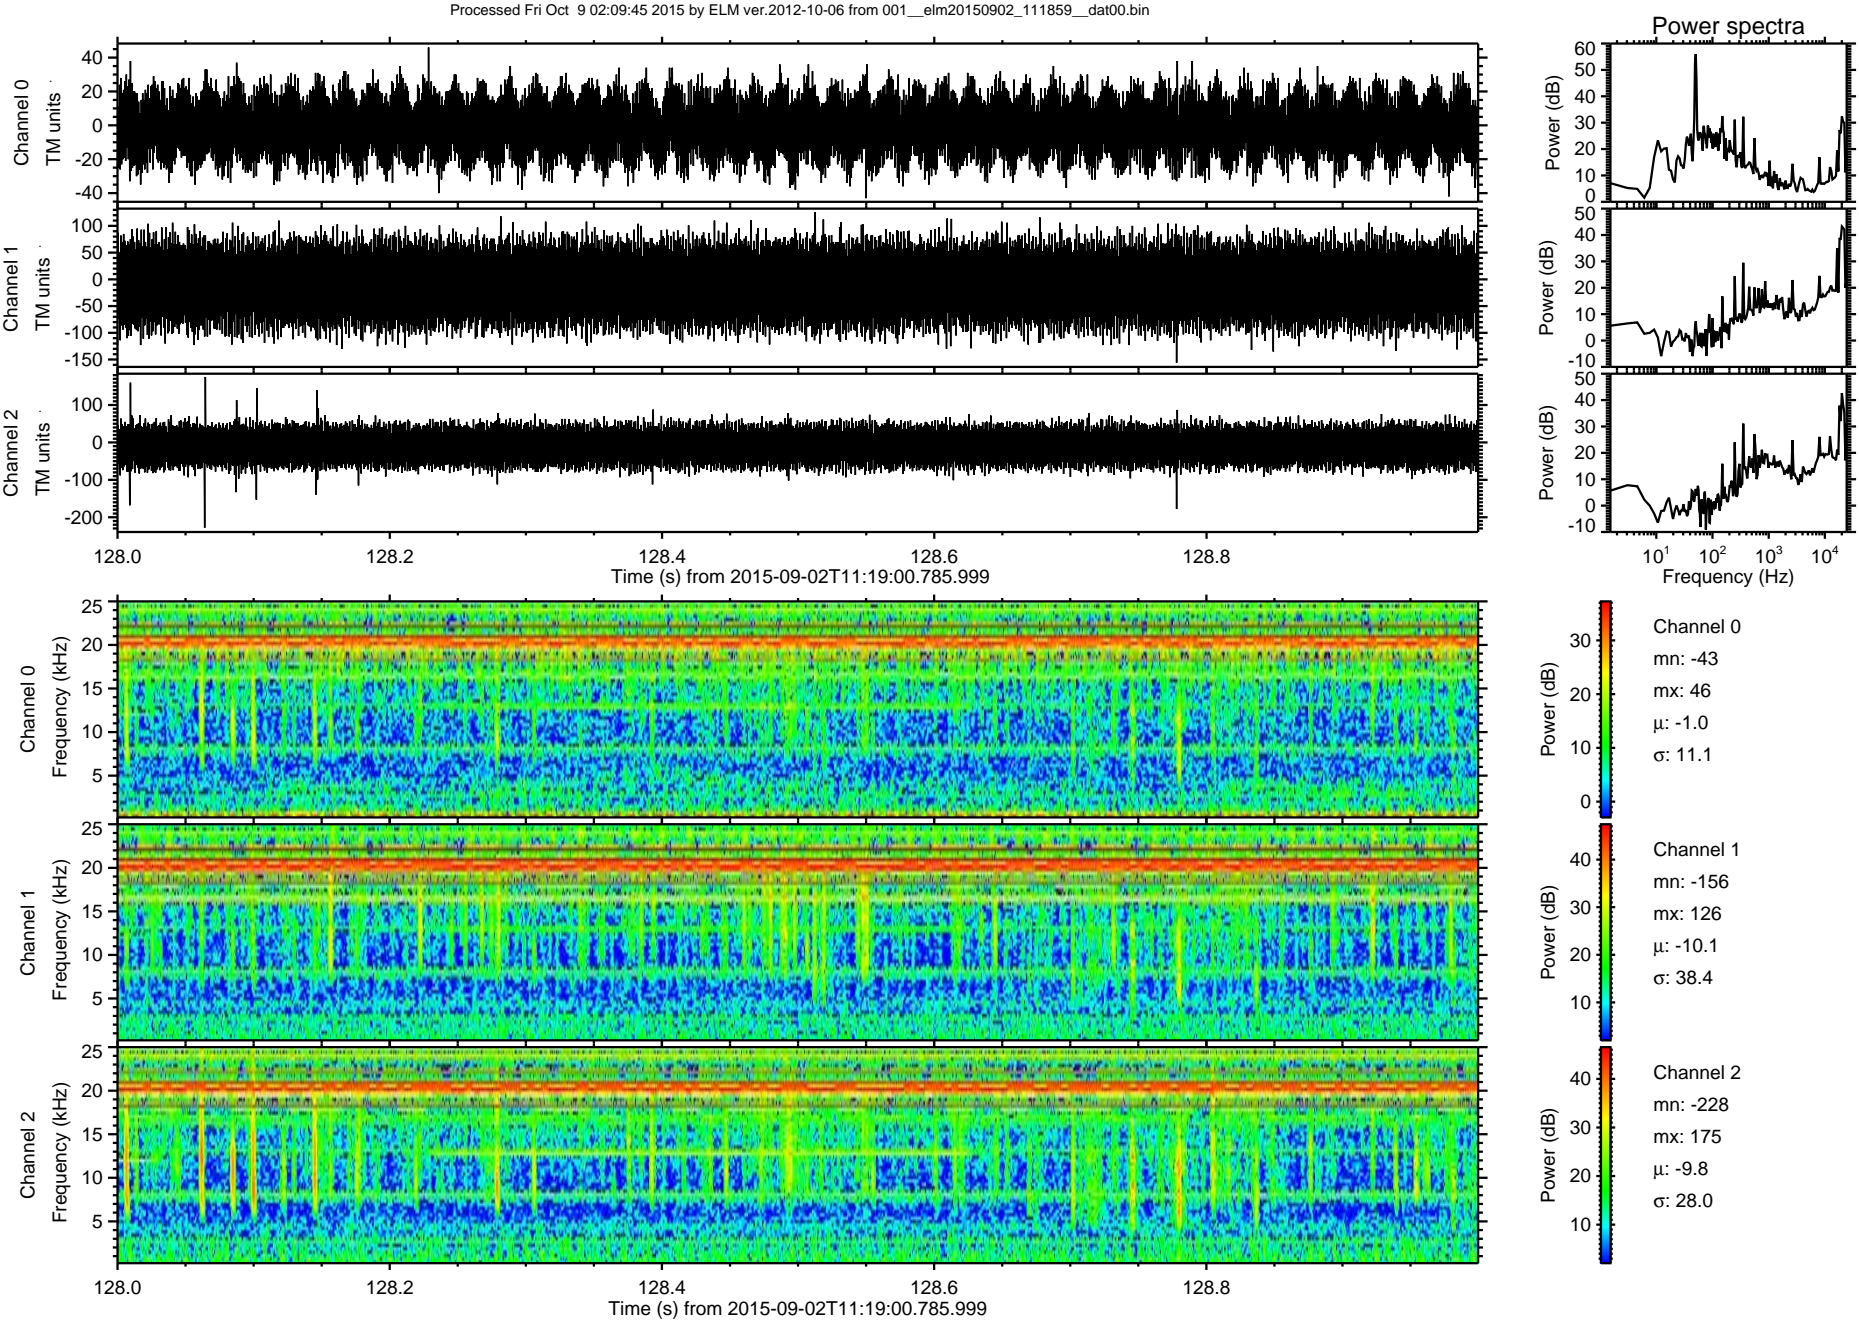 Processed Fri Oct  9 02:09:45 2015 by ELM ver.2012-10-06 from 001__elm20150902_111859__dat00.bin
Power spectra
Channel 0
TM units
40
20
0
-20
-40
Power (dB)
60
50
40
30
20
10
0
Channel 1
TM units
100
50
0
-50
-100
-150
Power (dB)
50
40
30
20
10
0
-10
Channel 2
TM units
100
0
-100
-200
Power (dB)
50
40
30
20
10
0
-10
128.0 128.2 128.4 128.6 128.8
Time (s) from 2015-09-02T11:19:00.785.999
10¹ 10² 10³ 10⁴
Frequency (Hz)
Channel 0
Frequency (kHz)
25
20
15
10
5
Power (dB)
30
20
10
0
Channel 0
mn: -43
mx: 46
μ: -1.0
σ: 11.1
Channel 1
Frequency (kHz)
25
20
15
10
5
Power (dB)
40
30
20
10
Channel 1
mn: -156
mx: 126
μ: -10.1
σ: 38.4
Channel 2
Frequency (kHz)
25
20
15
10
5
Power (dB)
40
30
20
10
Channel 2
mn: -228
mx: 175
μ: -9.8
σ: 28.0
128.0 128.2 128.4 128.6 128.8
Time (s) from 2015-09-02T11:19:00.785.999